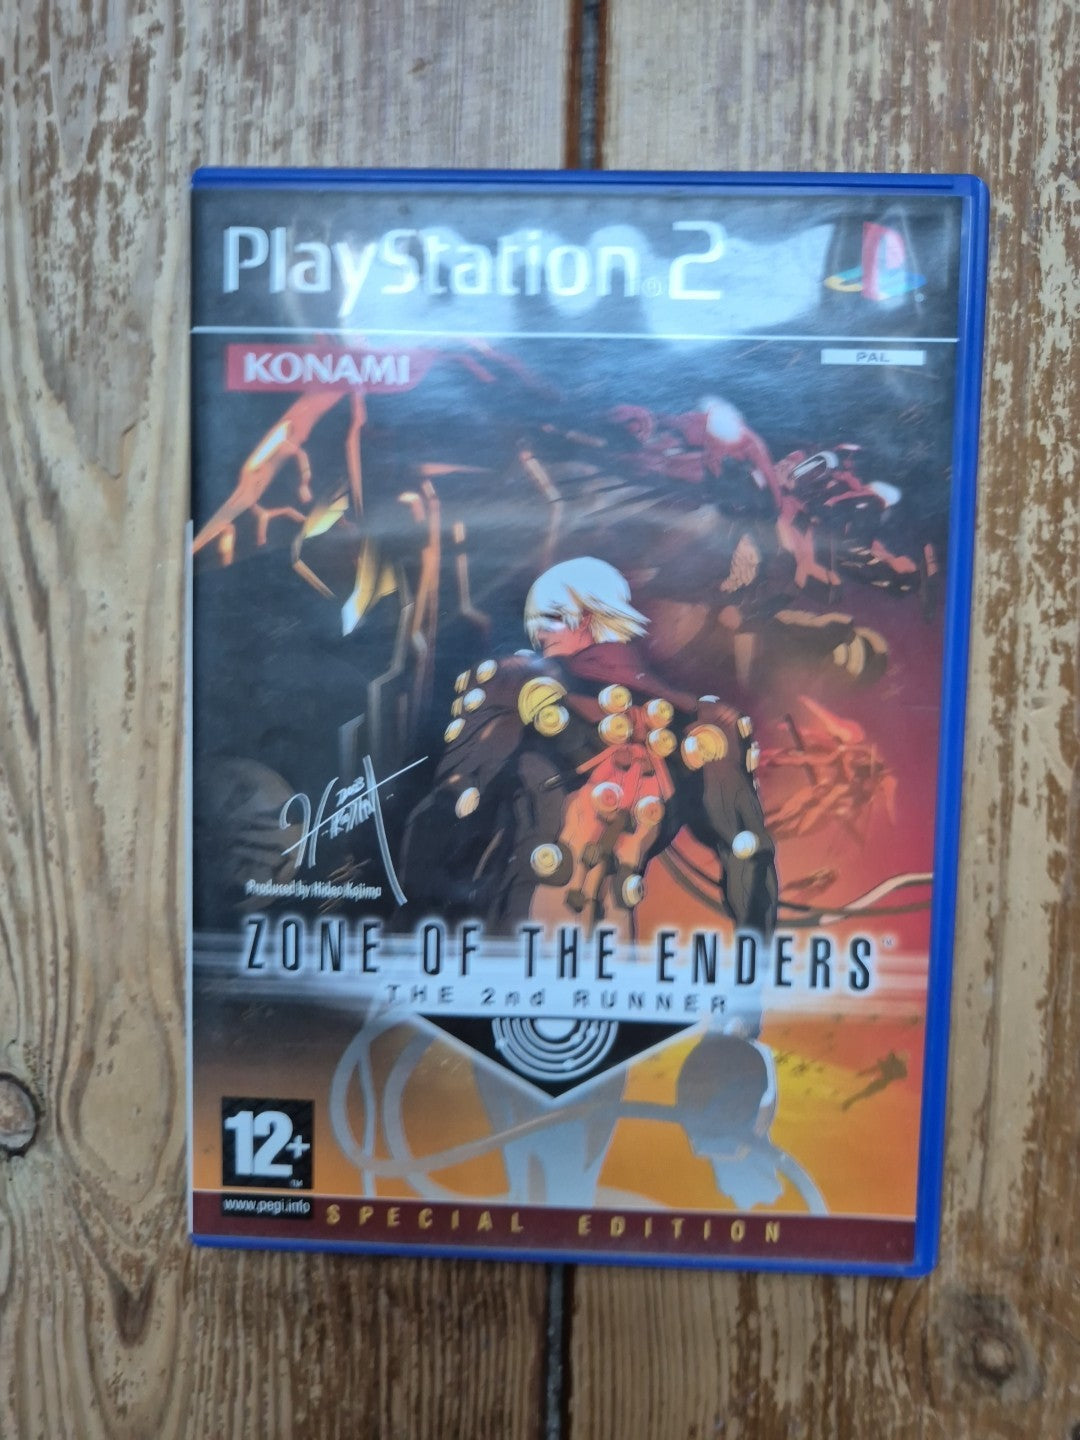 PlayStation®2
KONAMI
PAL
Produced by Hideo Kojima
ZONE OF THE ENDERS™
THE 2nd RUNNER
12+
www.pegi.info
SPECIAL EDITION